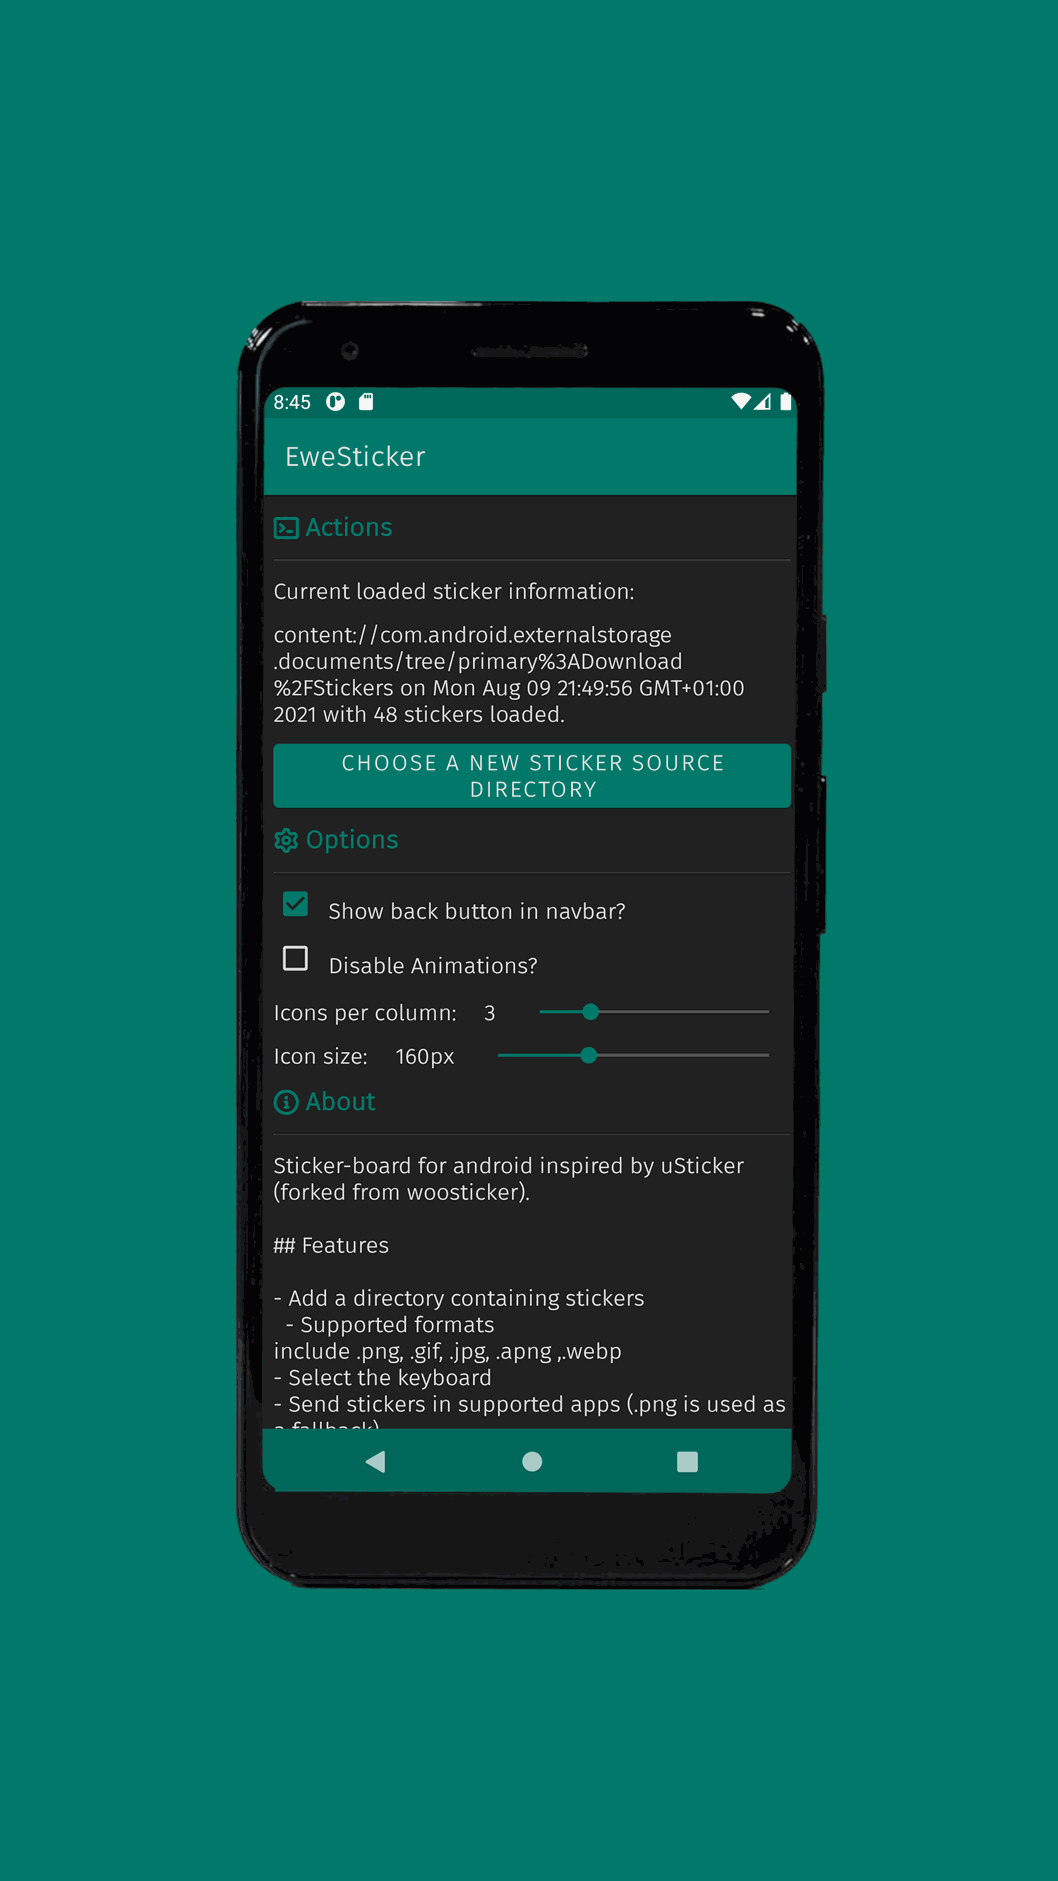 8:45
EweSticker
Actions
Current loaded sticker information:
content://com.android.externalstorage
.documents/tree/primary%3ADownload
%2FStickers on Mon Aug 09 21:49:56 GMT+01:00
2021 with 48 stickers loaded.
CHOOSE A NEW STICKER SOURCE
DIRECTORY
Options
Show back button in navbar?
Disable Animations?
Icons per column: 3
Icon size: 160px
About
Sticker-board for android inspired by uSticker
(forked from woosticker).
## Features
- Add a directory containing stickers
- Supported formats
include .png, .gif, .jpg, .apng ,.webp
- Select the keyboard
- Send stickers in supported apps (.png is used as
a fallback)